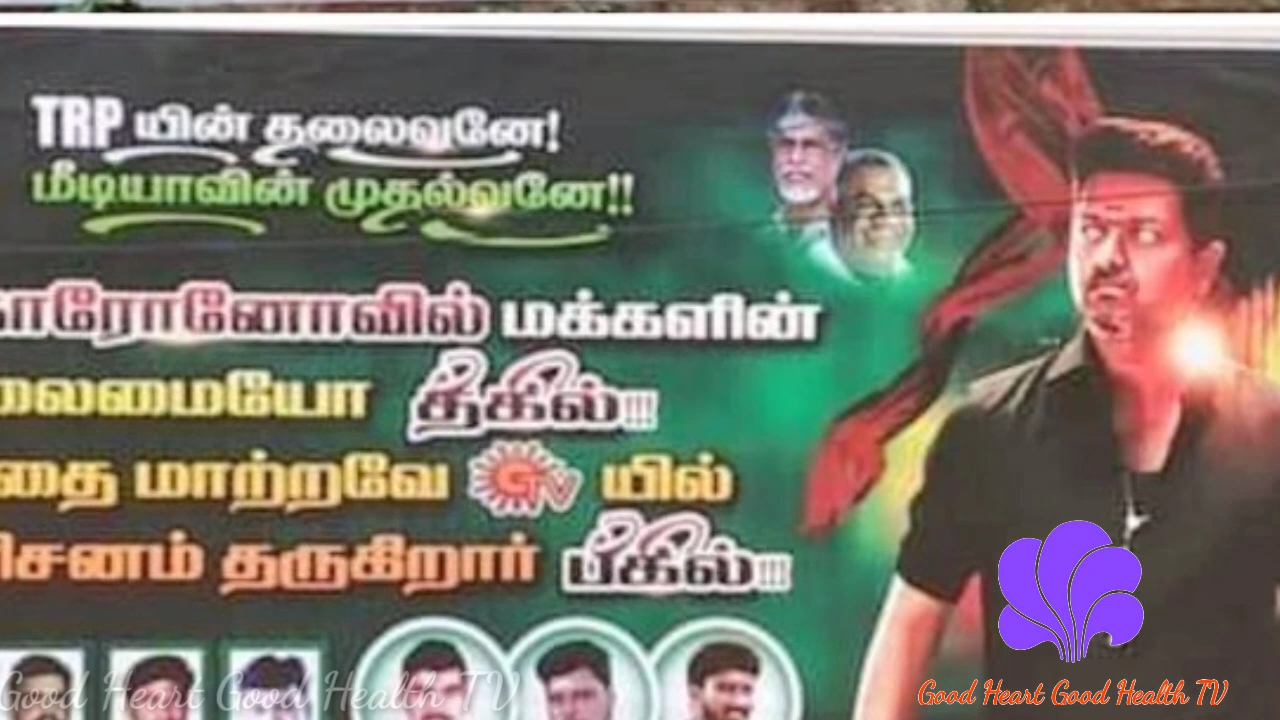 TRP யின் தலைவனே!
மீடியாவின் முதல்வனே!!
ாரோனோவில் மக்களின்
லைமையோ திகில்!!!
தை மாற்றவே TV யில்
ிசனம் தருகிறார் பிகில்!!!
Good Heart Good Health TV
Good Heart Good Health TV